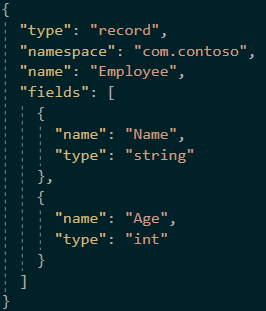 {
  "type": "record",
  "namespace": "com.contoso",
  "name": "Employee",
  "fields": [
    {
      "name": "Name",
      "type": "string"
    },
    {
      "name": "Age",
      "type": "int"
    }
  ]
}